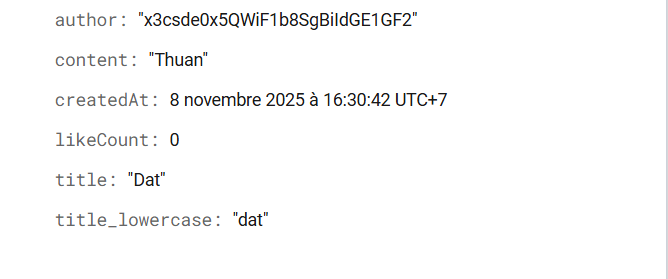 author: "x3csde0x5QWiF1b8SgBiIdGE1GF2"
content: "Thuan"
createdAt: 8 novembre 2025 à 16:30:42 UTC+7
likeCount: 0
title: "Dat"
title_lowercase: "dat"